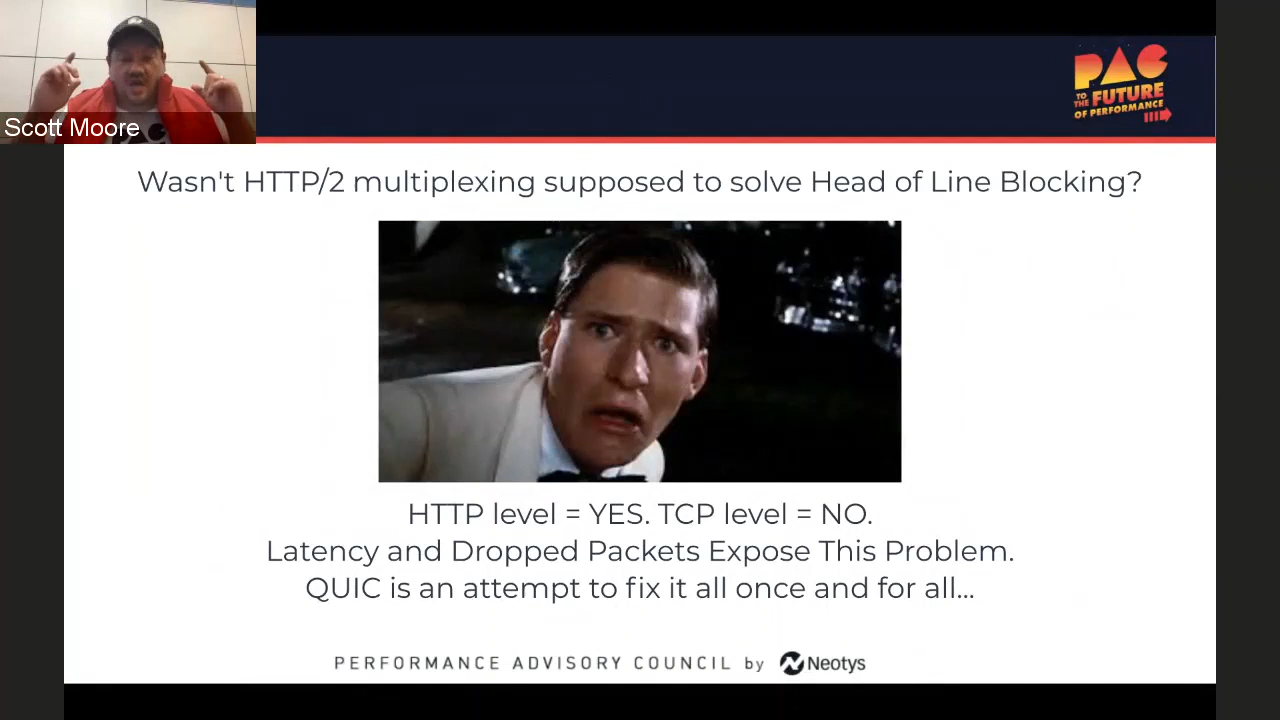 Scott Moore
PAC
TO THE FUTURE
OF PERFORMANCE
Wasn't HTTP/2 multiplexing supposed to solve Head of Line Blocking?
HTTP level = YES. TCP level = NO.
Latency and Dropped Packets Expose This Problem.
QUIC is an attempt to fix it all once and for all...
PERFORMANCE ADVISORY COUNCIL by Neotys